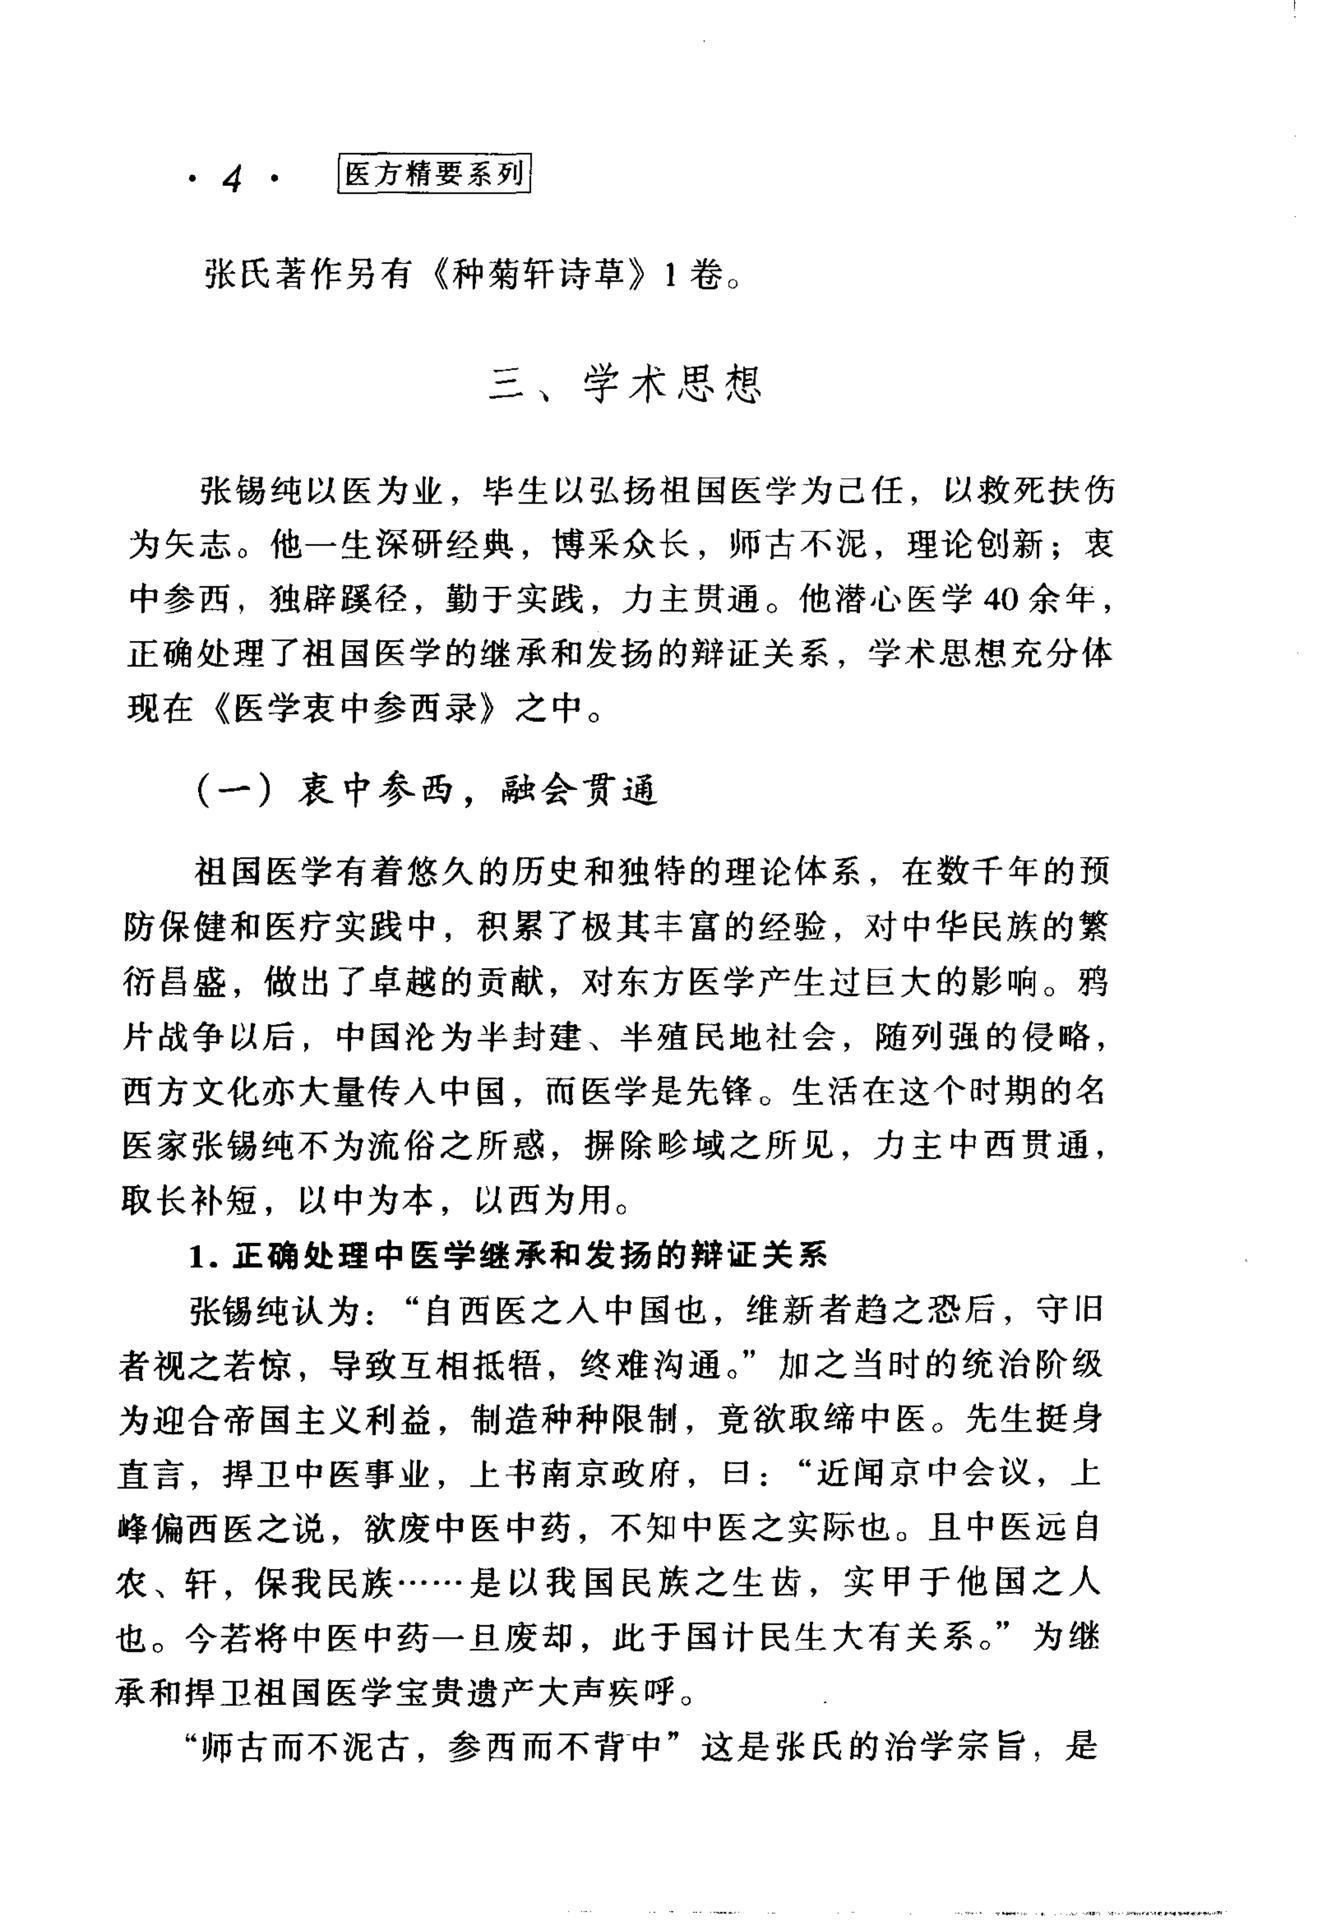 · 4 · 医方精要系列
张氏著作另有《种菊轩诗草》1 卷。
三、学术思想
张锡纯以医为业，毕生以弘扬祖国医学为己任，以救死扶伤
为矢志。他一生深研经典，博采众长，师古不泥，理论创新；衷
中参西，独辟蹊径，勤于实践，力主贯通。他潜心医学 40 余年，
正确处理了祖国医学的继承和发扬的辩证关系，学术思想充分体
现在《医学衷中参西录》之中。
（一）衷中参西，融会贯通
祖国医学有着悠久的历史和独特的理论体系，在数千年的预
防保健和医疗实践中，积累了极其丰富的经验，对中华民族的繁
衍昌盛，做出了卓越的贡献，对东方医学产生过巨大的影响。鸦
片战争以后，中国沦为半封建、半殖民地社会，随列强的侵略，
西方文化亦大量传入中国，而医学是先锋。生活在这个时期的名
医家张锡纯不为流俗之所惑，摒除畛域之所见，力主中西贯通，
取长补短，以中为本，以西为用。
1. 正确处理中医学继承和发扬的辩证关系
张锡纯认为：“自西医之入中国也，维新者趋之恐后，守旧
者视之若惊，导致互相抵牾，终难沟通。”加之当时的统治阶级
为迎合帝国主义利益，制造种种限制，竟欲取缔中医。先生挺身
直言，捍卫中医事业，上书南京政府，曰：“近闻京中会议，上
峰偏西医之说，欲废中医中药，不知中医之实际也。且中医远自
农、轩，保我民族……是以我国民族之生齿，实甲于他国之人
也。今若将中医中药一旦废却，此于国计民生大有关系。”为继
承和捍卫祖国医学宝贵遗产大声疾呼。
“师古而不泥古，参西而不背中”这是张氏的治学宗旨，是